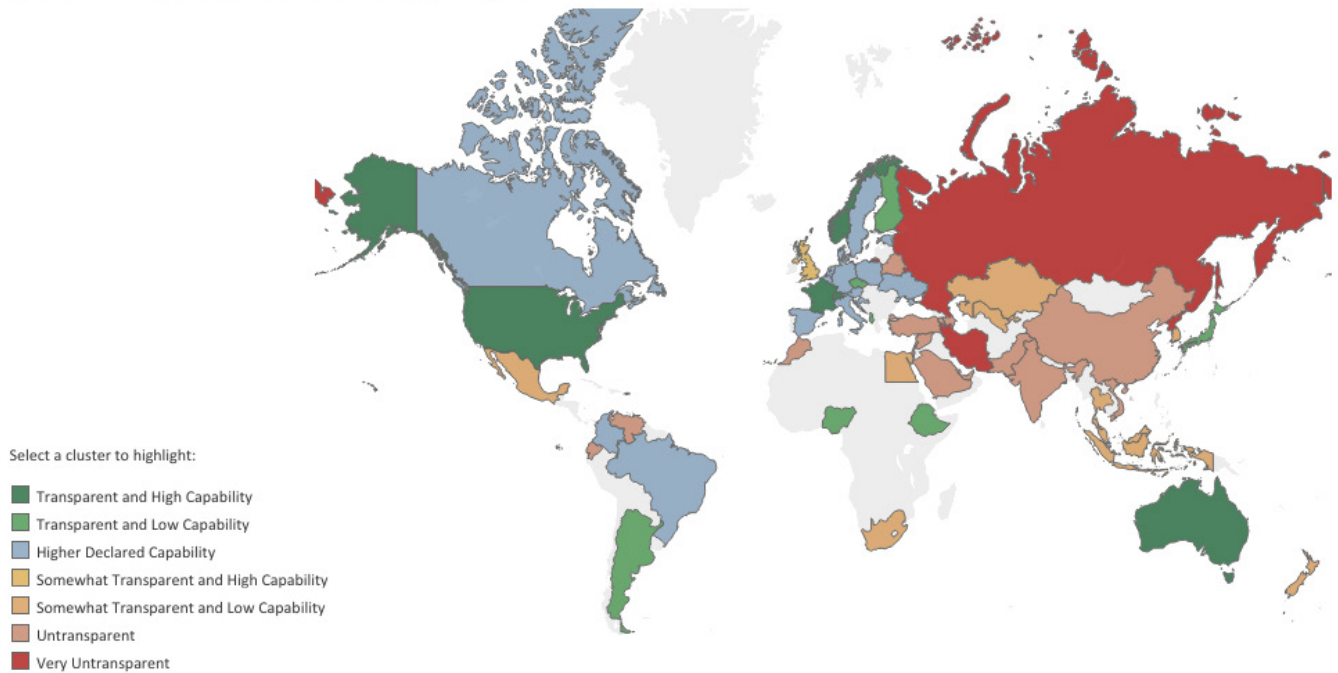 Select a cluster to highlight:
Transparent and High Capability
Transparent and Low Capability
Higher Declared Capability
Somewhat Transparent and High Capability
Somewhat Transparent and Low Capability
Untransparent
Very Untransparent